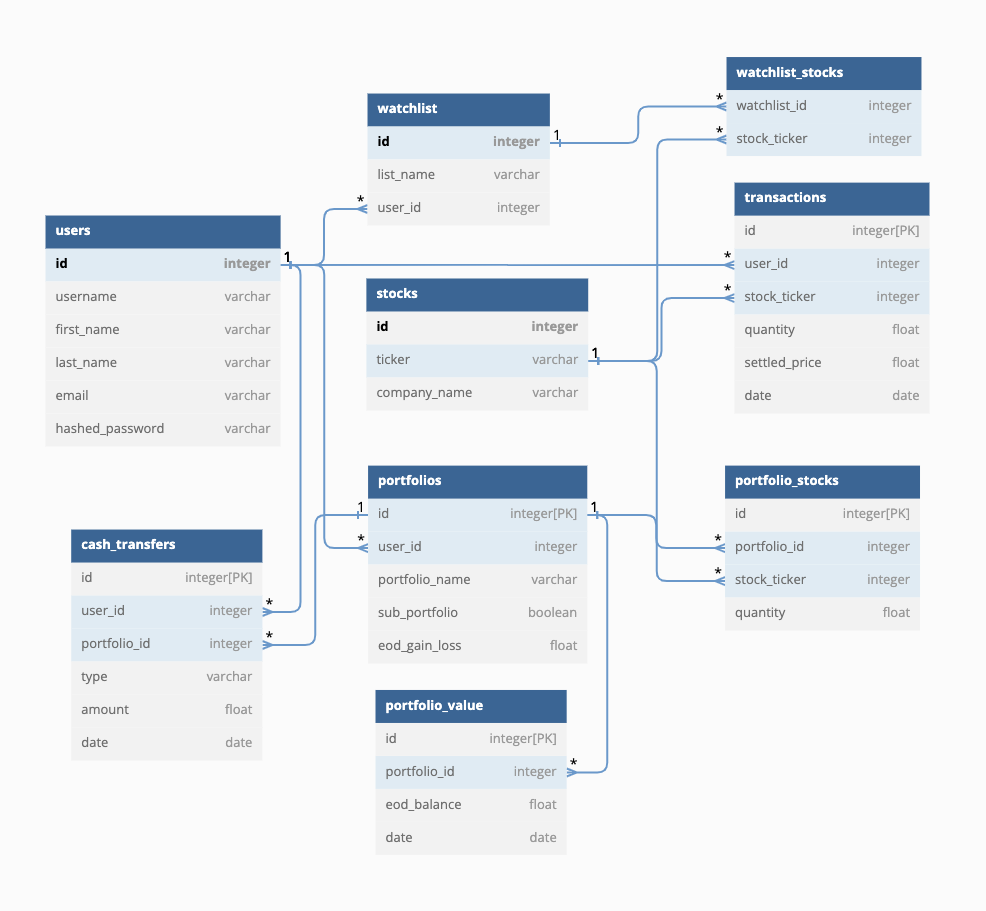 users
id integer
username varchar
first_name varchar
last_name varchar
email varchar
hashed_password varchar
1
cash_transfers
id integer[PK]
user_id integer
*
portfolio_id integer
*
type varchar
amount float
date date
watchlist
id integer
1
list_name varchar
*
user_id integer
stocks
id integer
ticker varchar
1
company_name varchar
portfolios
1
id integer[PK]
1
*
user_id integer
portfolio_name varchar
sub_portfolio boolean
eod_gain_loss float
portfolio_value
id integer[PK]
portfolio_id integer
*
eod_balance float
date date
watchlist_stocks
*
watchlist_id integer
*
stock_ticker integer
transactions
id integer[PK]
*
user_id integer
*
stock_ticker integer
quantity float
settled_price float
date date
portfolio_stocks
id integer[PK]
*
portfolio_id integer
*
stock_ticker integer
quantity float